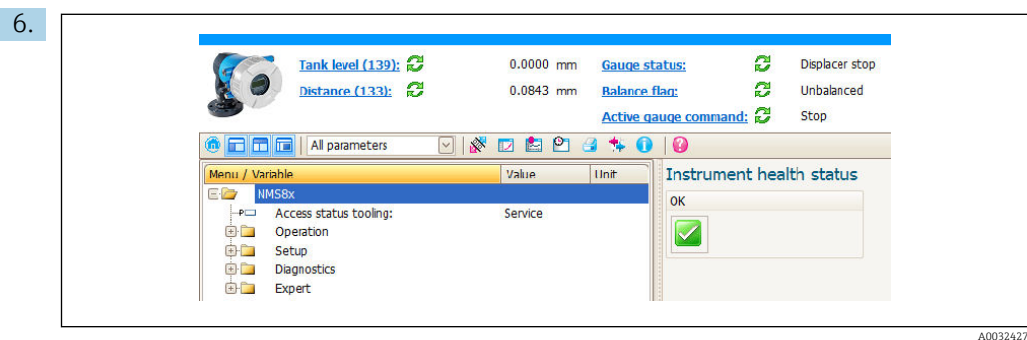 6.
Tank level (139): 0.0000 mm Gauge status: Displacer stop
Distance (133): 0.0843 mm Balance flag: Unbalanced
Active gauge command: Stop
All parameters
Menu / Variable Value Unit Instrument health status
NMS8x OK
Access status tooling: Service
Operation
Setup
Diagnostics
Expert
A0032427